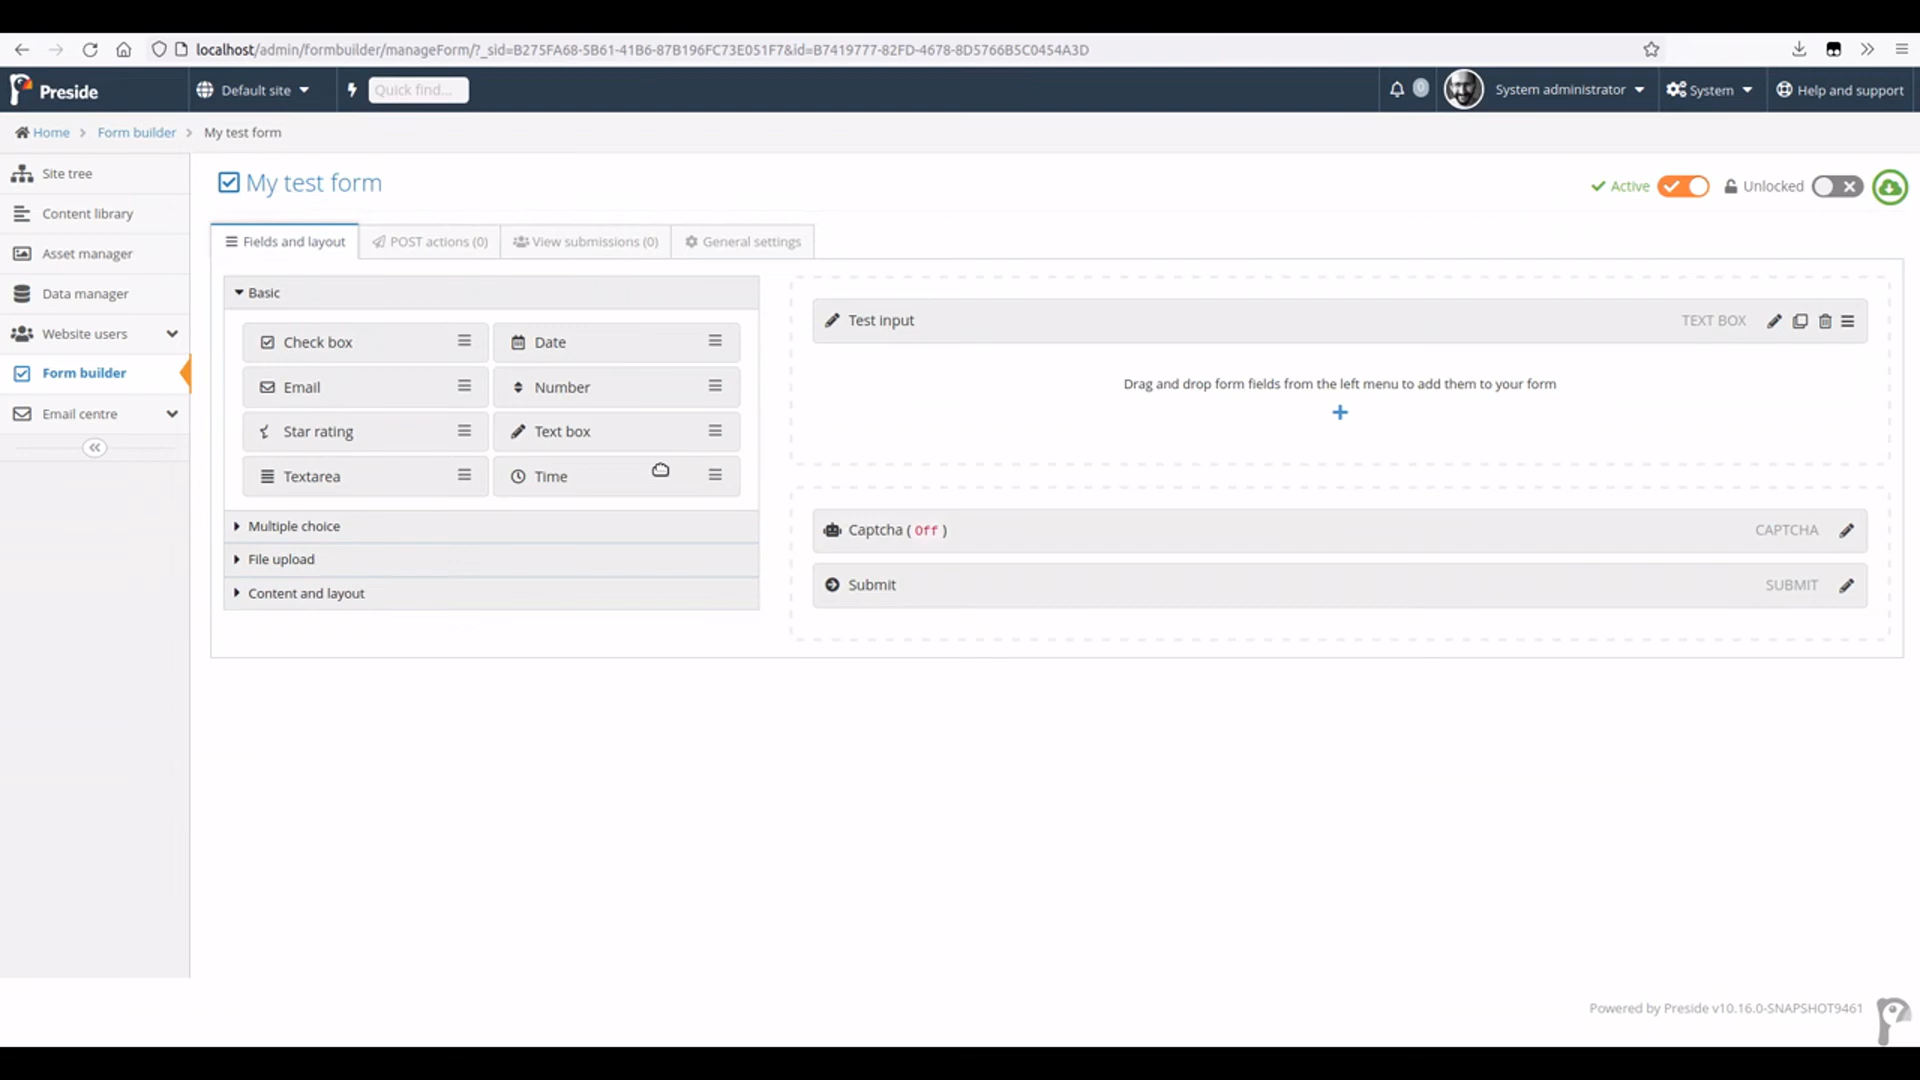 localhost/admin/formbuilder/manageForm/?_sid=B275FA68-5B61-41B6-87B196FC73E051F7&id=B7419777-82FD-4678-8D5766B5C0454A3D
Preside
Default site
Quick find...
0
System administrator
System
Help and support
Home
Form builder
My test form
Site tree
Content library
Asset manager
Data manager
Website users
Form builder
Email centre
My test form
Active
Unlocked
Fields and layout
POST actions (0)
View submissions (0)
General settings
Basic
Check box
Date
Email
Number
Star rating
Text box
Textarea
Time
Multiple choice
File upload
Content and layout
Test input
TEXT BOX
Drag and drop form fields from the left menu to add them to your form
Captcha ( Off )
CAPTCHA
Submit
SUBMIT
Powered by Preside v10.16.0-SNAPSHOT9461